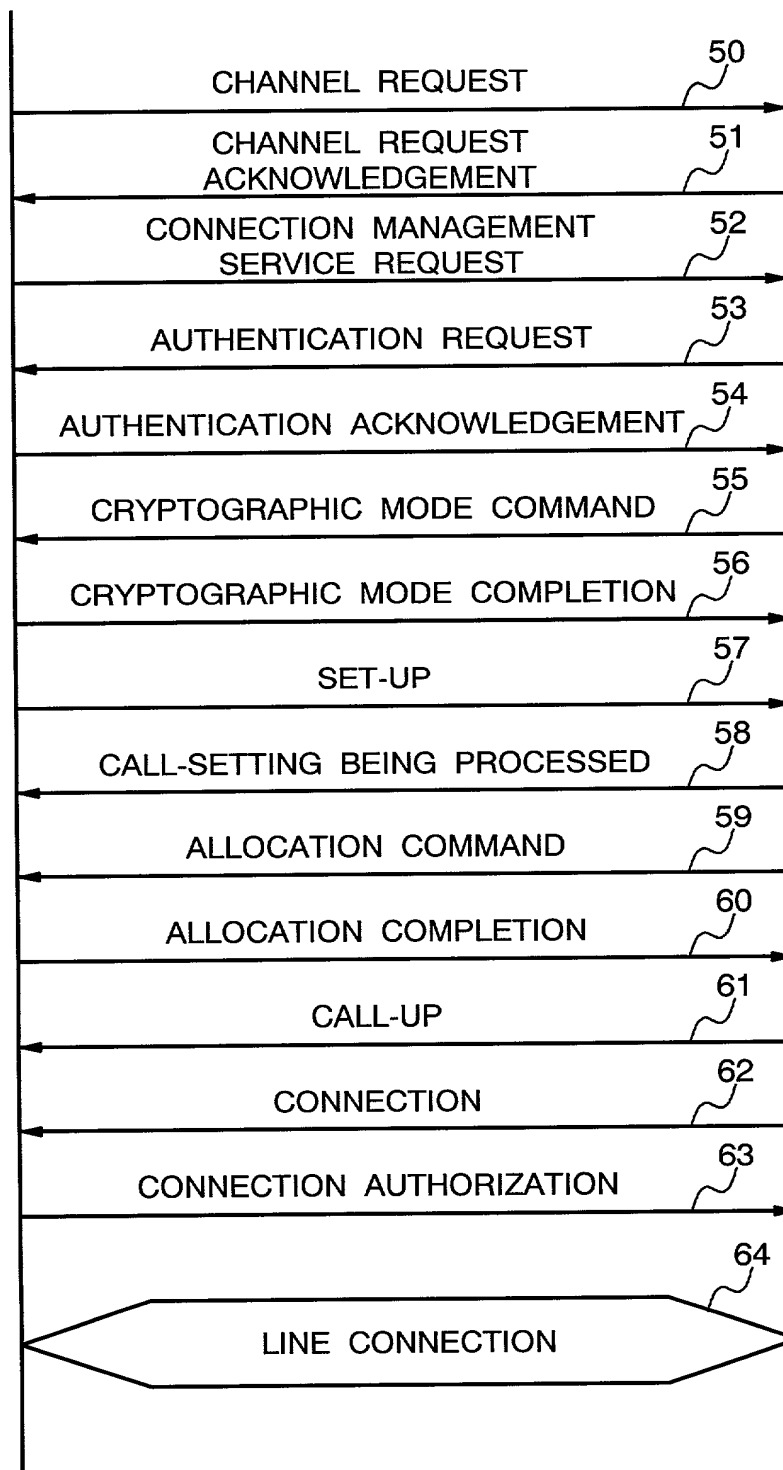 50
CHANNEL REQUEST
CHANNEL REQUEST
ACKNOWLEDGEMENT
51
CONNECTION MANAGEMENT
SERVICE REQUEST
52
53
AUTHENTICATION REQUEST
54
AUTHENTICATION ACKNOWLEDGEMENT
55
CRYPTOGRAPHIC MODE COMMAND
56
CRYPTOGRAPHIC MODE COMPLETION
57
SET-UP
58
CALL-SETTING BEING PROCESSED
59
ALLOCATION COMMAND
60
ALLOCATION COMPLETION
61
CALL-UP
62
CONNECTION
63
CONNECTION AUTHORIZATION
64
LINE CONNECTION